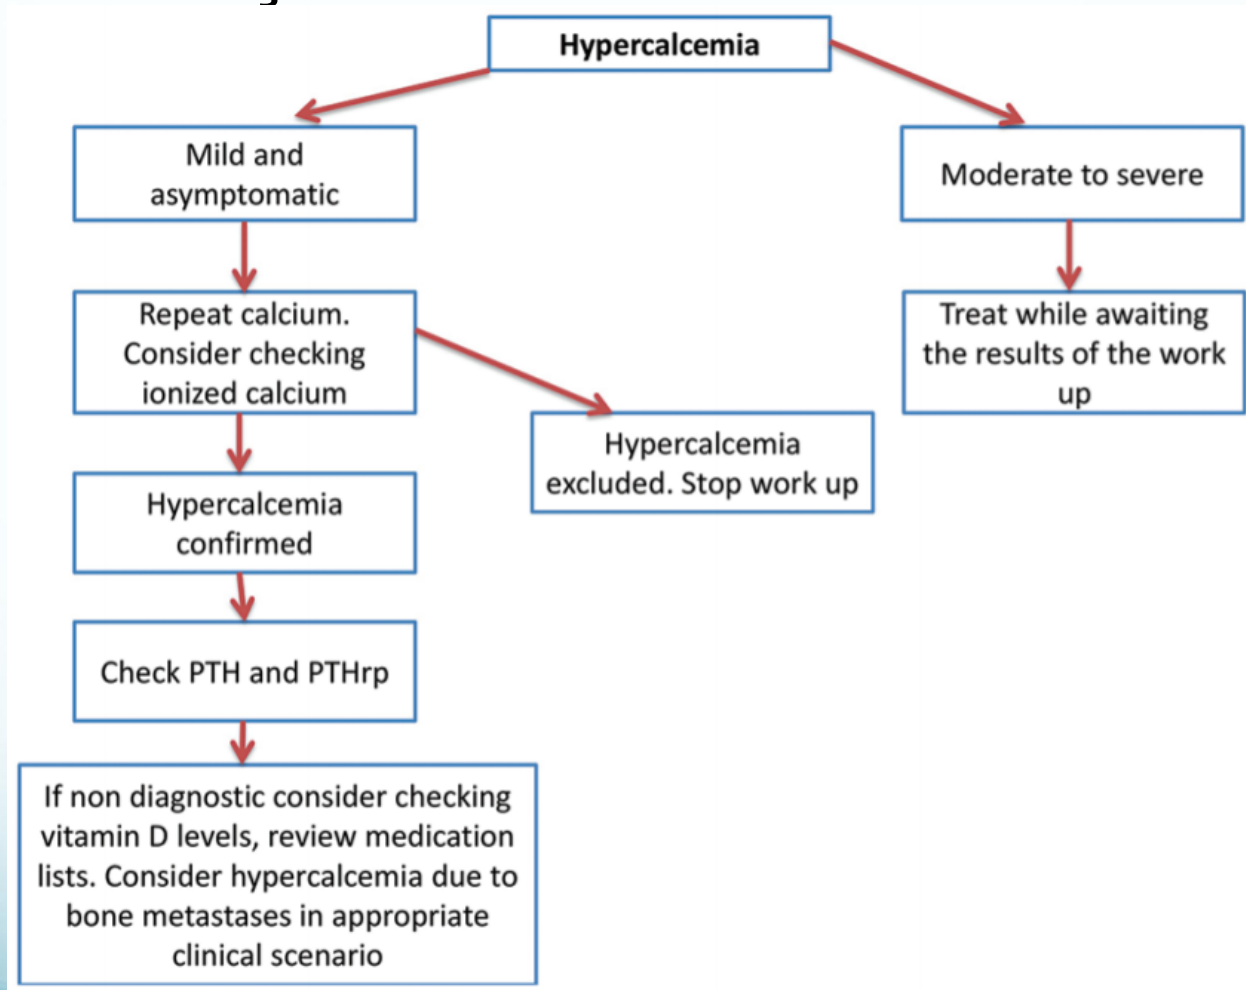 Hypercalcemia
Mild and
asymptomatic
Moderate to severe
Repeat calcium.
Consider checking
ionized calcium
Treat while awaiting
the results of the work
up
Hypercalcemia
excluded. Stop work up
Hypercalcemia
confirmed
Check PTH and PTHrp
If non diagnostic consider checking
vitamin D levels, review medication
lists. Consider hypercalcemia due to
bone metastases in appropriate
clinical scenario